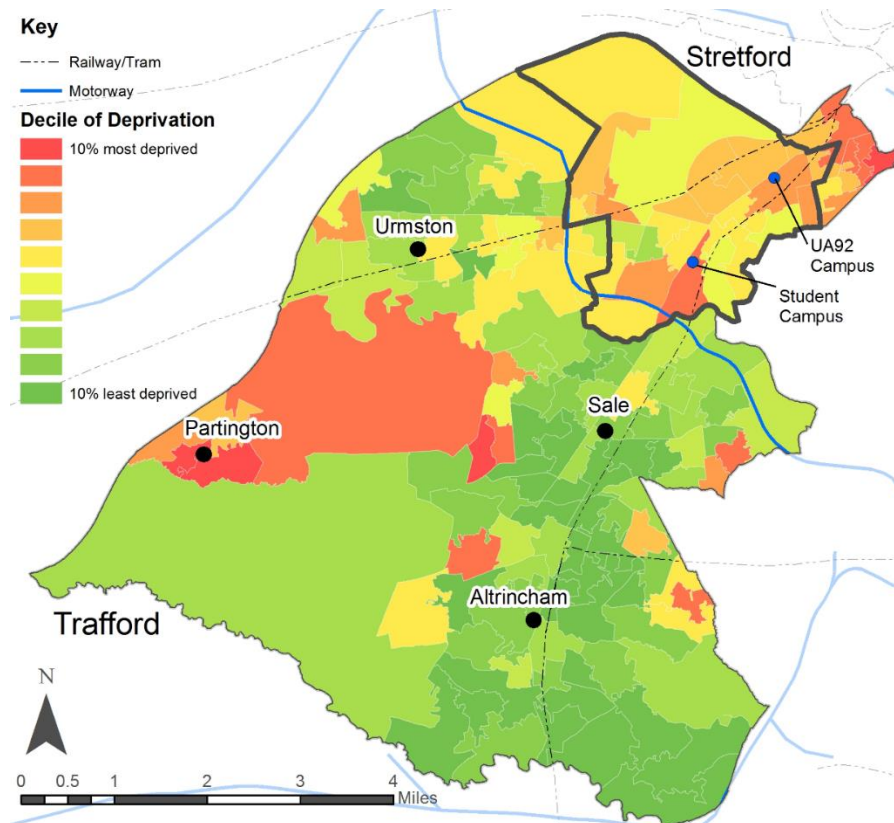 Key
Railway/Tram
Motorway
Decile of Deprivation
10% most deprived
10% least deprived
Stretford
Urmston
UA92
Campus
Student
Campus
Sale
Partington
Altrincham
Trafford
N
0 0.5 1 2 3 4
Miles